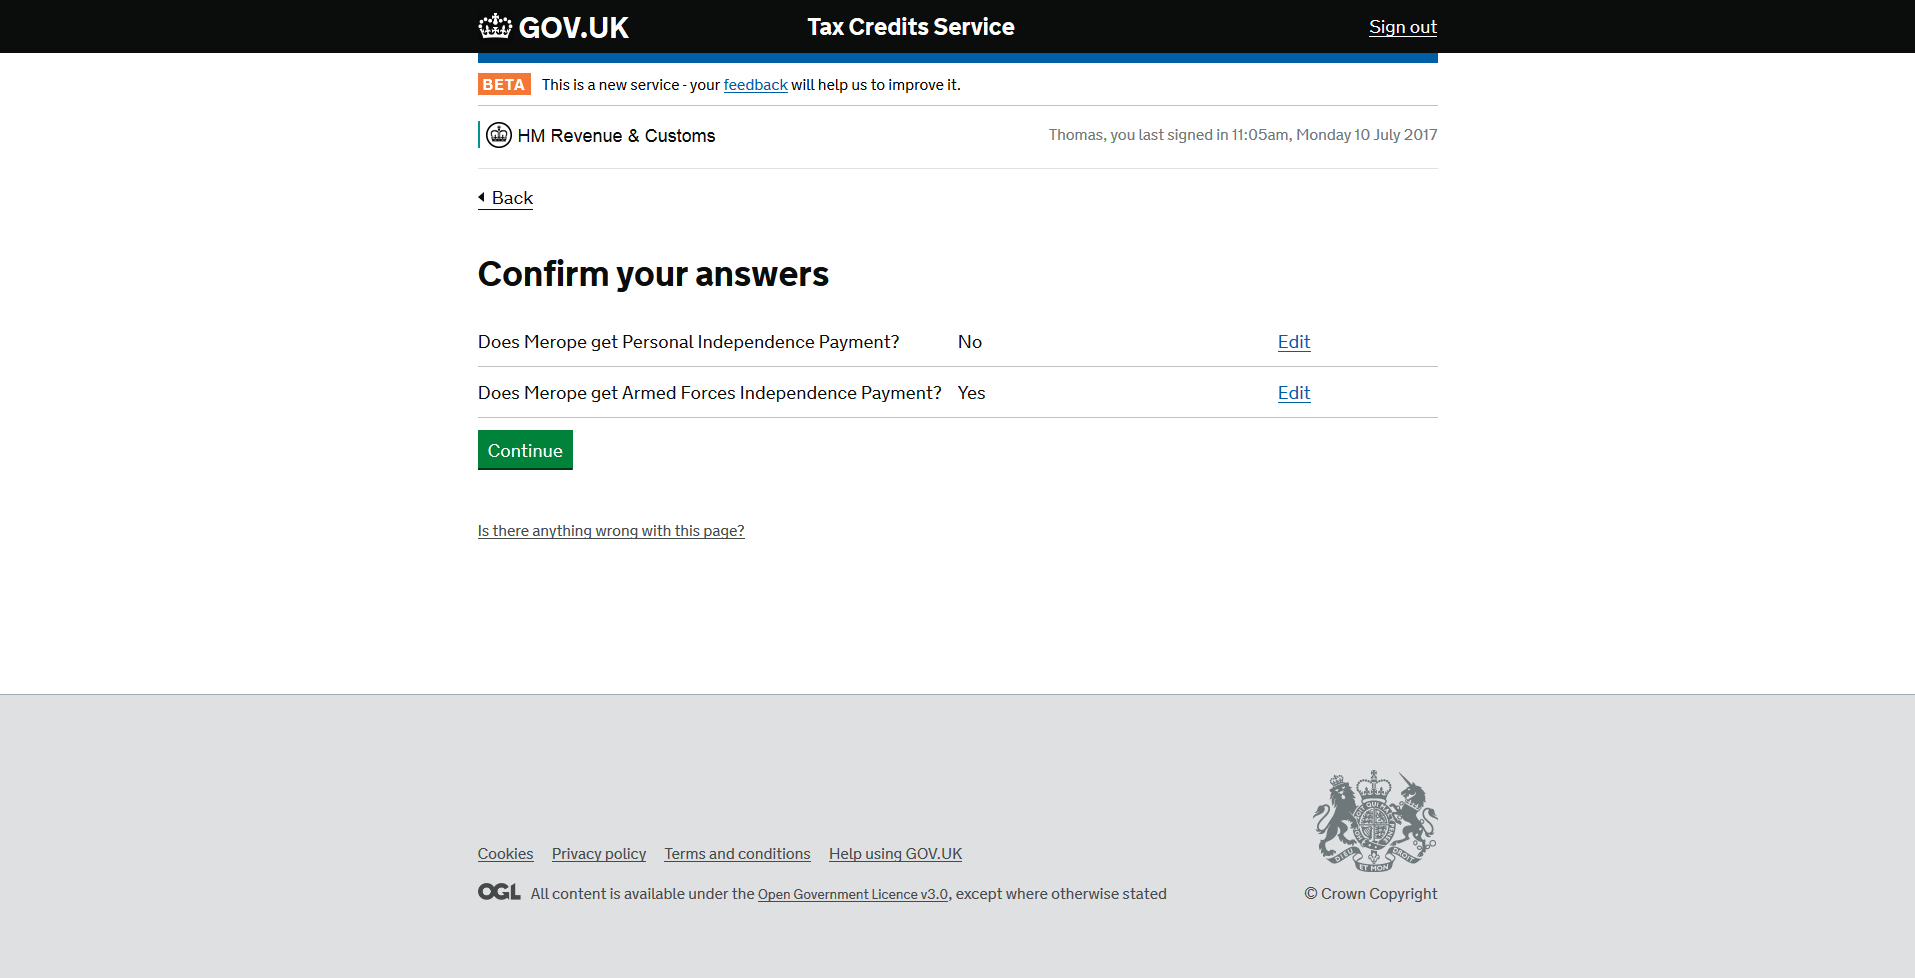 GOV.UK
Tax Credits Service
Sign out
BETA This is a new service - your feedback will help us to improve it.
HM Revenue & Customs
Thomas, you last signed in 11:05am, Monday 10 July 2017
Back
Confirm your answers
Does Merope get Personal Independence Payment? No Edit
Does Merope get Armed Forces Independence Payment? Yes Edit
Continue
Is there anything wrong with this page?
Cookies Privacy policy Terms and conditions Help using GOV.UK
OGL All content is available under the Open Government Licence v3.0, except where otherwise stated
© Crown Copyright